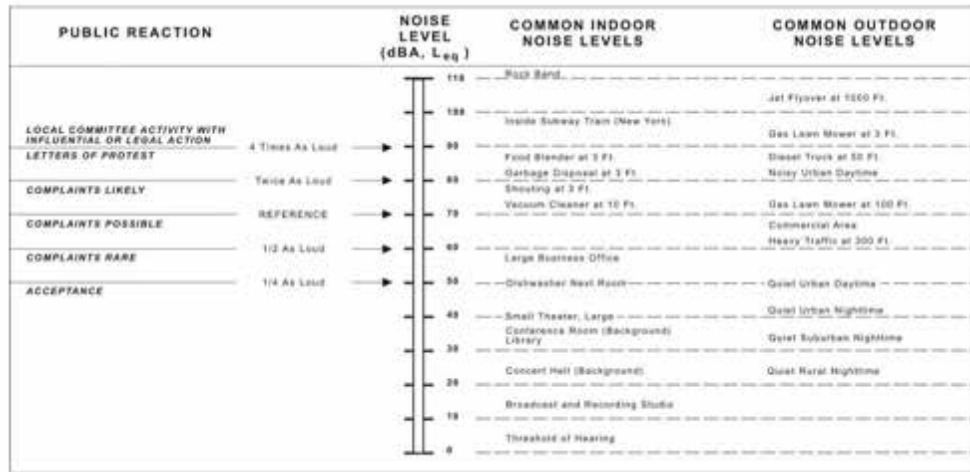 PUBLIC REACTION
NOISE
LEVEL
(dBA, Leq )
COMMON INDOOR
NOISE LEVELS
COMMON OUTDOOR
NOISE LEVELS
110
Rock Band
Jet Flyover at 1000 Ft.
100
Inside Subway Train (New York)
LOCAL COMMITTEE ACTIVITY WITH
INFLUENTIAL OR LEGAL ACTION
Gas Lawn Mower at 3 Ft.
4 Times As Loud
90
LETTERS OF PROTEST
Food Blender at 3 Ft.
Diesel Truck at 50 Ft.
Garbage Disposal at 3 Ft.
Noisy Urban Daytime
Twice As Loud
80
COMPLAINTS LIKELY
Shouting at 3 Ft.
Vacuum Cleaner at 10 Ft.
Gas Lawn Mower at 100 Ft.
REFERENCE
70
COMPLAINTS POSSIBLE
Commercial Area
Heavy Traffic at 300 Ft.
1/2 As Loud
60
COMPLAINTS RARE
Large Business Office
1/4 As Loud
50
Dishwasher Next Room
Quiet Urban Daytime
ACCEPTANCE
Quiet Urban Nighttime
40
Small Theater, Large
Conference Room (Background)
Library
Quiet Suburban Nighttime
30
Concert Hall (Background)
Quiet Rural Nighttime
20
Broadcast and Recording Studio
10
Threshold of Hearing
0